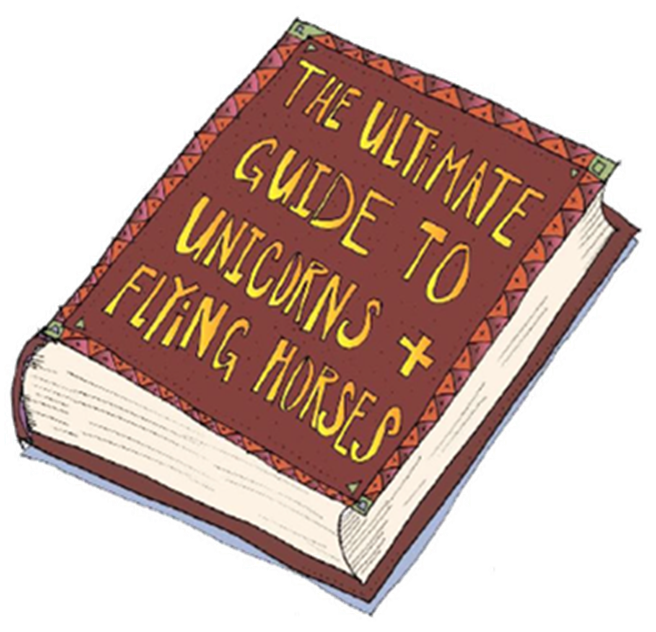 THE ULTiMATE
GUIDE TO
UNICORNS +
FLYiNG HORSES